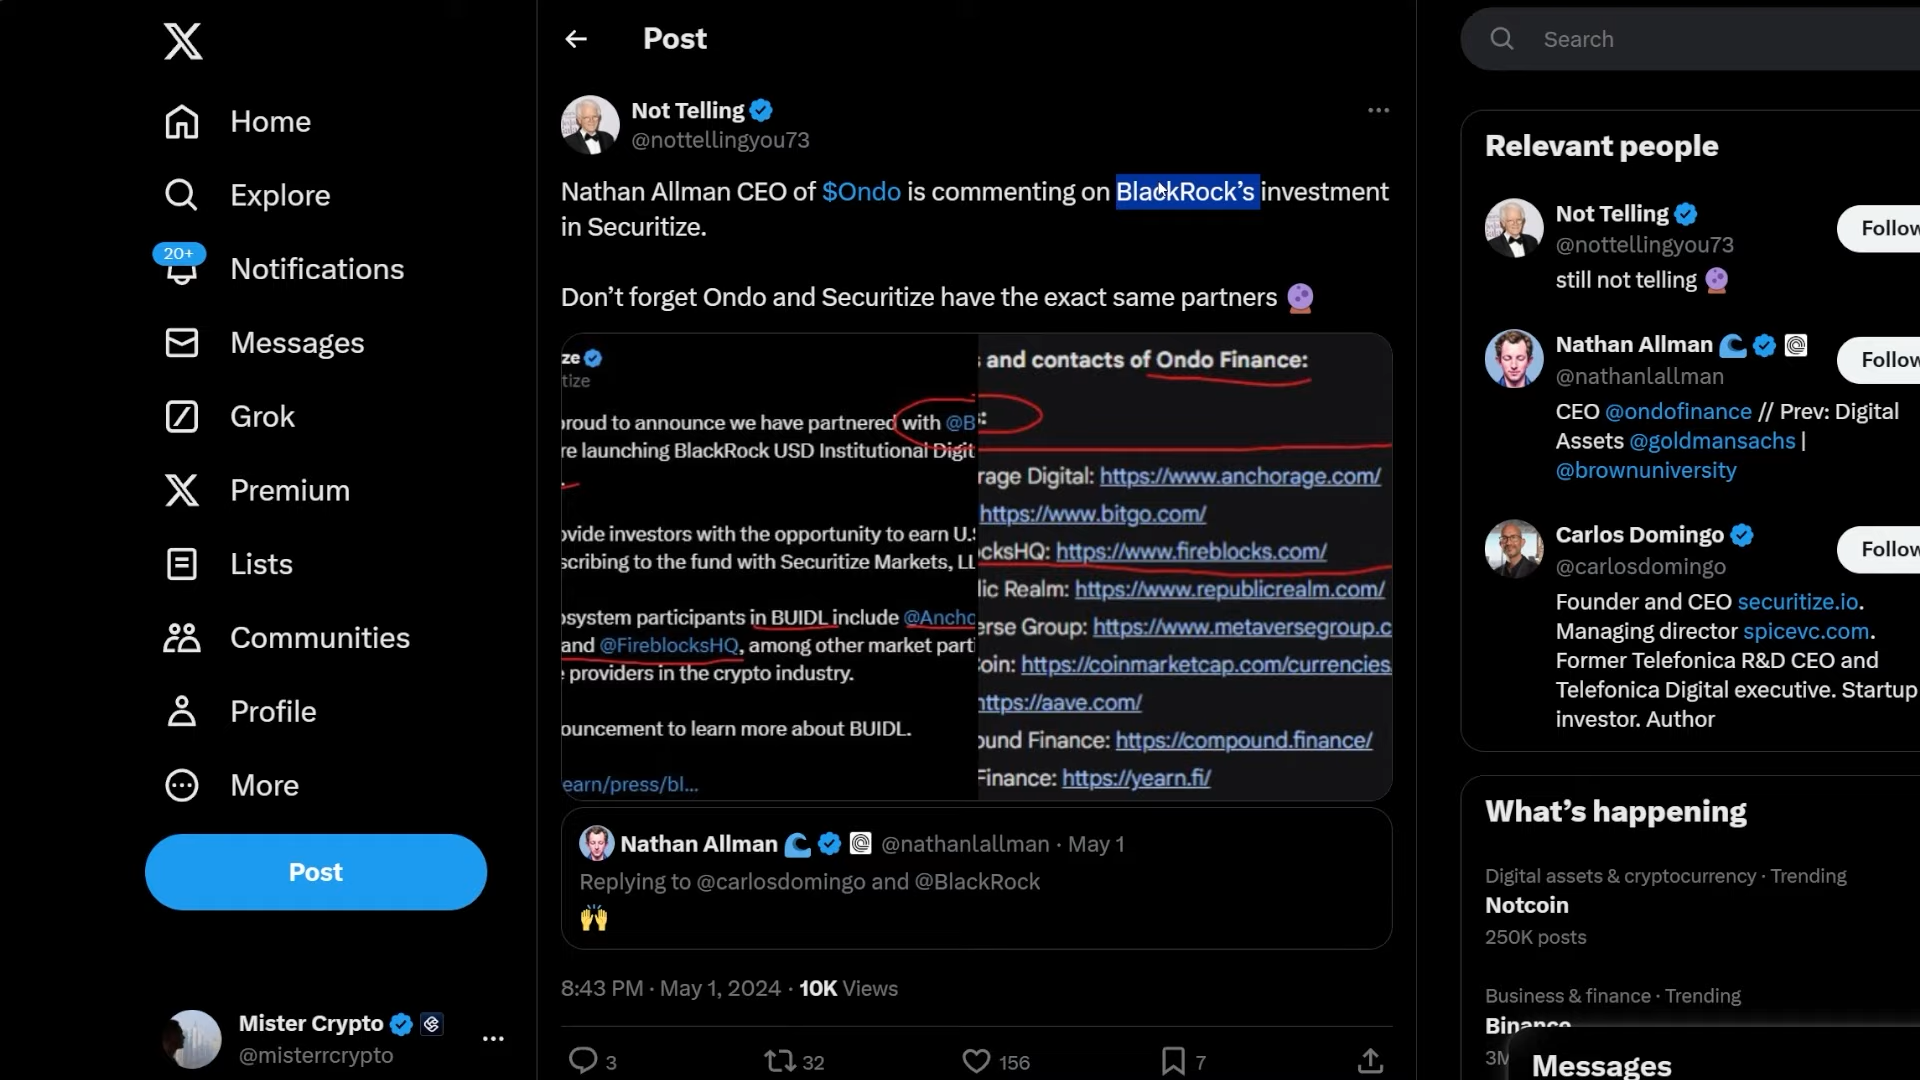 Home
Explore
20+
Notifications
Messages
Grok
Premium
Lists
Communities
Profile
More
Post
Mister Crypto
@misterrcrypto
Post
Not Telling
@nottellingyou73
Nathan Allman CEO of $Ondo is commenting on BlackRock’s investment
in Securitize.
Don’t forget Ondo and Securitize have the exact same partners
ze
tize
proud to announce we have partnered with @B
re launching BlackRock USD Institutional Digit
ovide investors with the opportunity to earn U.S
scribing to the fund with Securitize Markets, LL
osystem participants in BUIDL include @Ancho
and @FireblocksHQ, among other market parti
e providers in the crypto industry.
ouncement to learn more about BUIDL.
earn/press/bl...
and contacts of Ondo Finance:
:
rage Digital: https://www.anchorage.com/
https://www.bitgo.com/
ocksHQ: https://www.fireblocks.com/
lic Realm: https://www.republicrealm.com/
erse Group: https://www.metaversegroup.c
oin: https://coinmarketcap.com/currencies
https://aave.com/
ound Finance: https://compound.finance/
Finance: https://yearn.fi/
Nathan Allman @nathanlallman · May 1
Replying to @carlosdomingo and @BlackRock
8:43 PM · May 1, 2024 · 10K Views
3 32 156 7
Search
Relevant people
Not Telling
@nottellingyou73
Follow
still not telling
Nathan Allman
@nathanlallman
Follow
CEO @ondofinance // Prev: Digital
Assets @goldmansachs |
@brownuniversity
Carlos Domingo
@carlosdomingo
Follow
Founder and CEO securitize.io.
Managing director spicevc.com.
Former Telefonica R&D CEO and
Telefonica Digital executive. Startup
investor. Author
What’s happening
Digital assets & cryptocurrency · Trending
Notcoin
250K posts
Business & finance · Trending
Binance
3M
Messages